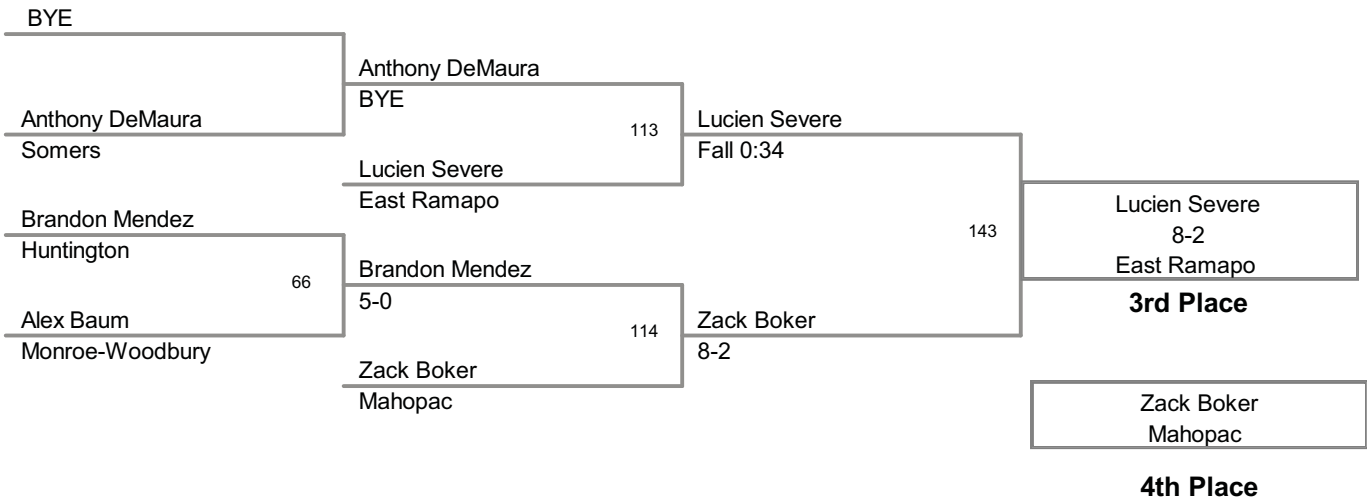 BYE
Anthony DeMaura
BYE
Anthony DeMaura
Somers
113
Lucien Severe
Fall 0:34
Lucien Severe
East Ramapo
Brandon Mendez
Huntington
66
Brandon Mendez
5-0
Alex Baum
Monroe-Woodbury
114
Zack Boker
8-2
Zack Boker
Mahopac
143
Lucien Severe
8-2
East Ramapo
3rd Place
Zack Boker
Mahopac
4th Place